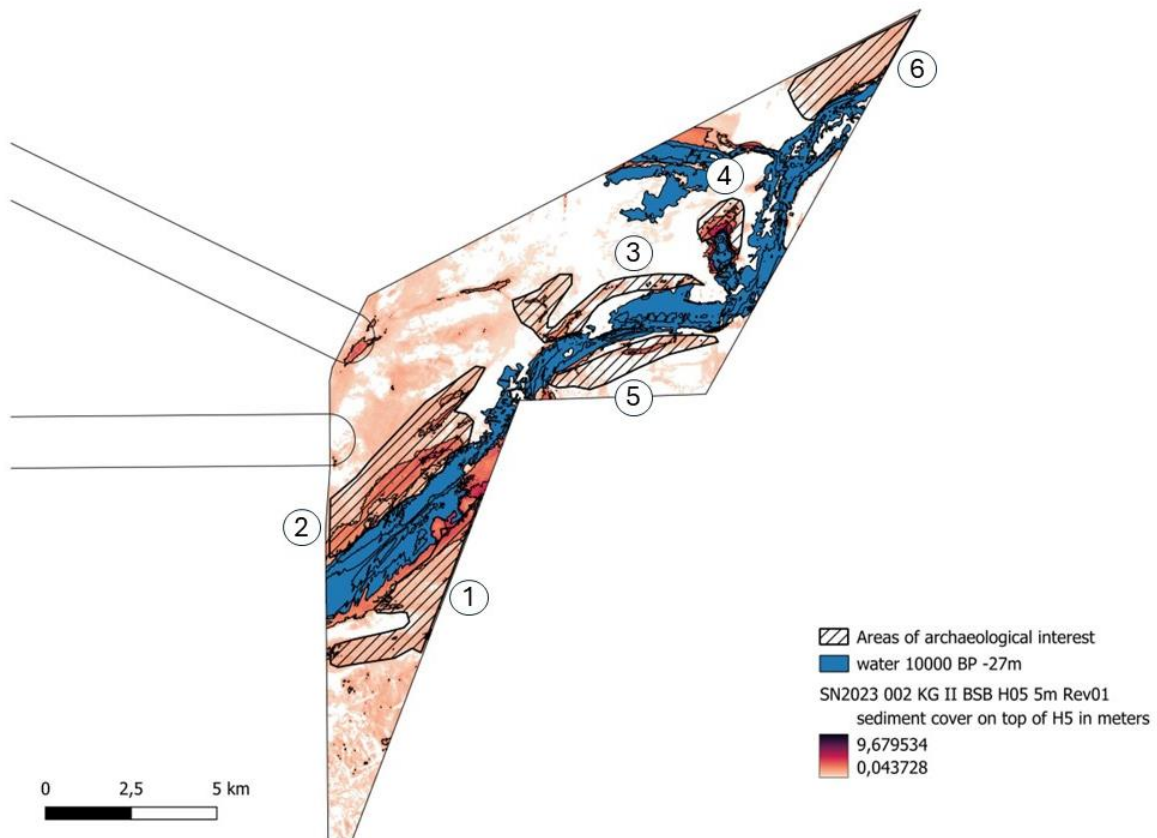 6
4
3
5
2
1
Areas of archaeological interest
water 10000 BP -27m
SN2023 002 KG II BSB H05 5m Rev01
sediment cover on top of H5 in meters
9,679534
0,043728
0 2,5 5 km